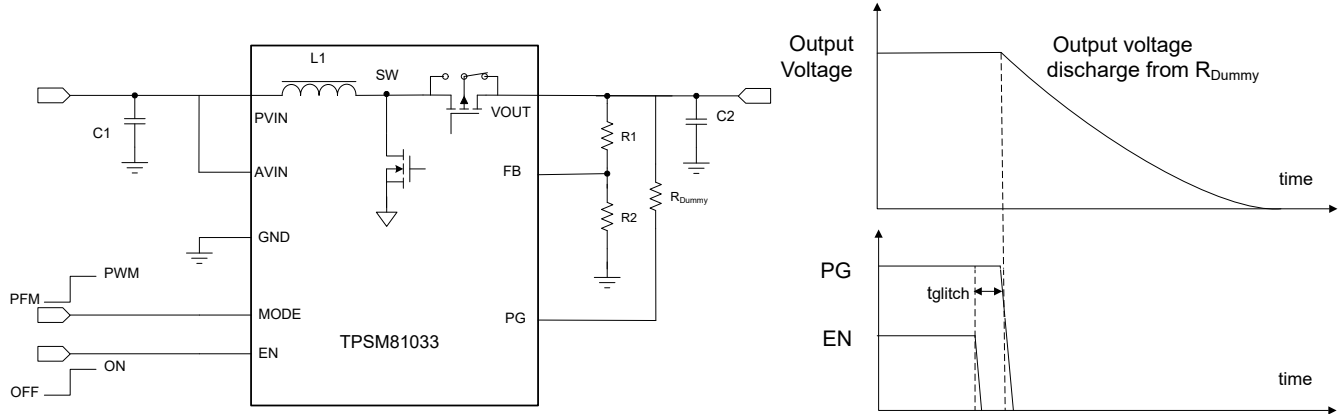 L1
SW
C1
PVIN
VOUT
C2
R1
AVIN
FB
R2
RDummy
GND
PWM
PFM
MODE
PG
TPSM81033
EN
ON
OFF
Output
Voltage
Output voltage
discharge from RDummy
time
PG
tglitch
EN
time